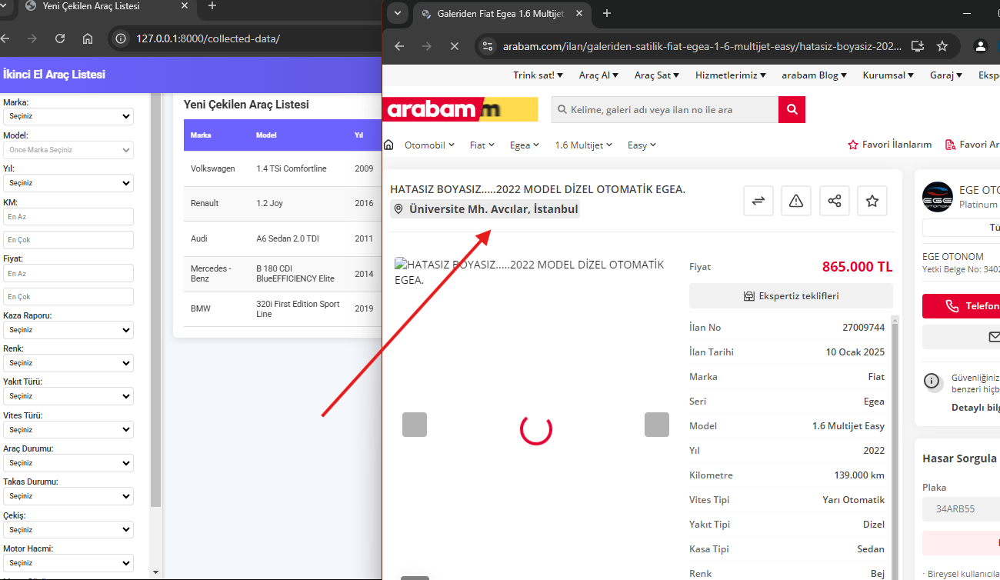 Yeni Çekilen Araç Listesi
127.0.0.1:8000/collected-data/
İkinci El Araç Listesi
Marka:
Seçiniz
Model:
Önce Marka Seçiniz
Yıl:
Seçiniz
KM:
En Az
En Çok
Fiyat:
En Az
En Çok
Kaza Raporu:
Seçiniz
Renk:
Seçiniz
Yakıt Türü:
Seçiniz
Vites Türü:
Seçiniz
Araç Durumu:
Seçiniz
Takas Durumu:
Seçiniz
Çekiş:
Seçiniz
Motor Hacmi:
Seçiniz
Yeni Çekilen Araç Listesi
Marka Model Yıl
Volkswagen 1.4 TSi Comfortline 2009
Renault 1.2 Joy 2016
Audi A6 Sedan 2.0 TDI 2011
Mercedes - Benz B 180 CDI BlueEFFICIENCY Elite 2014
BMW 320i First Edition Sport Line 2019
Galeriden Fiat Egea 1.6 Multijet
arabam.com/ilan/galeriden-satilik-fiat-egea-1-6-multijet-easy/hatasiz-boyasiz-202...
Trink sat! Araç Al Araç Sat Hizmetlerimiz arabam Blog Kurumsal Garaj Ekspe
arabam
Kelime, galeri adı veya ilan no ile ara
Otomobil Fiat Egea 1.6 Multijet Easy
Favori İlanlarım Favori Ar
HATASIZ BOYASIZ.....2022 MODEL DİZEL OTOMATİK EGEA.
Üniversite Mh. Avcılar, İstanbul
HATASIZ BOYASIZ.....2022 MODEL DİZEL OTOMATİK
EGEA.
Fiyat 865.000 TL
Ekspertiz teklifleri
İlan No 27009744
İlan Tarihi 10 Ocak 2025
Marka Fiat
Seri Egea
Model 1.6 Multijet Easy
Yıl 2022
Kilometre 139.000 km
Vites Tipi Yarı Otomatik
Yakıt Tipi Dizel
Kasa Tipi Sedan
Renk Bej
EGE
OTONOM
EGE OTO
Platinum
Tü
EGE OTONOM
Yetki Belge No: 3402
Telefon
Güvenliğiniz
benzeri hiçb
Detaylı bilg
Hasar Sorgula
Plaka
34ARB55
· Bireysel kullanıcıla